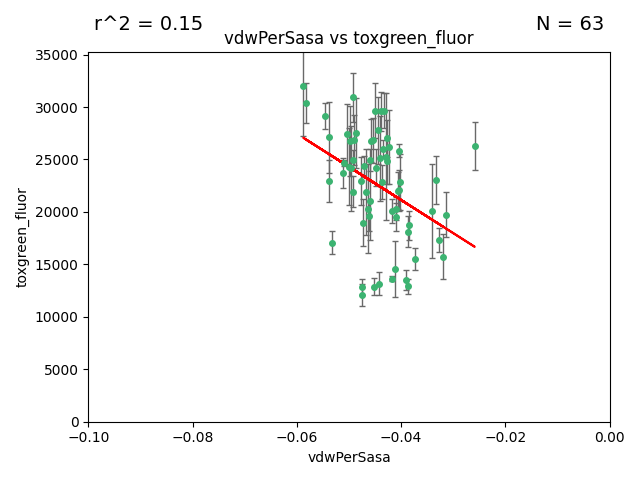 r^2 = 0.15
N = 63
vdwPerSasa vs toxgreen_fluor
35000
30000
25000
20000
15000
10000
5000
0
toxgreen_fluor
−0.10
−0.08
−0.06
−0.04
−0.02
0.00
vdwPerSasa